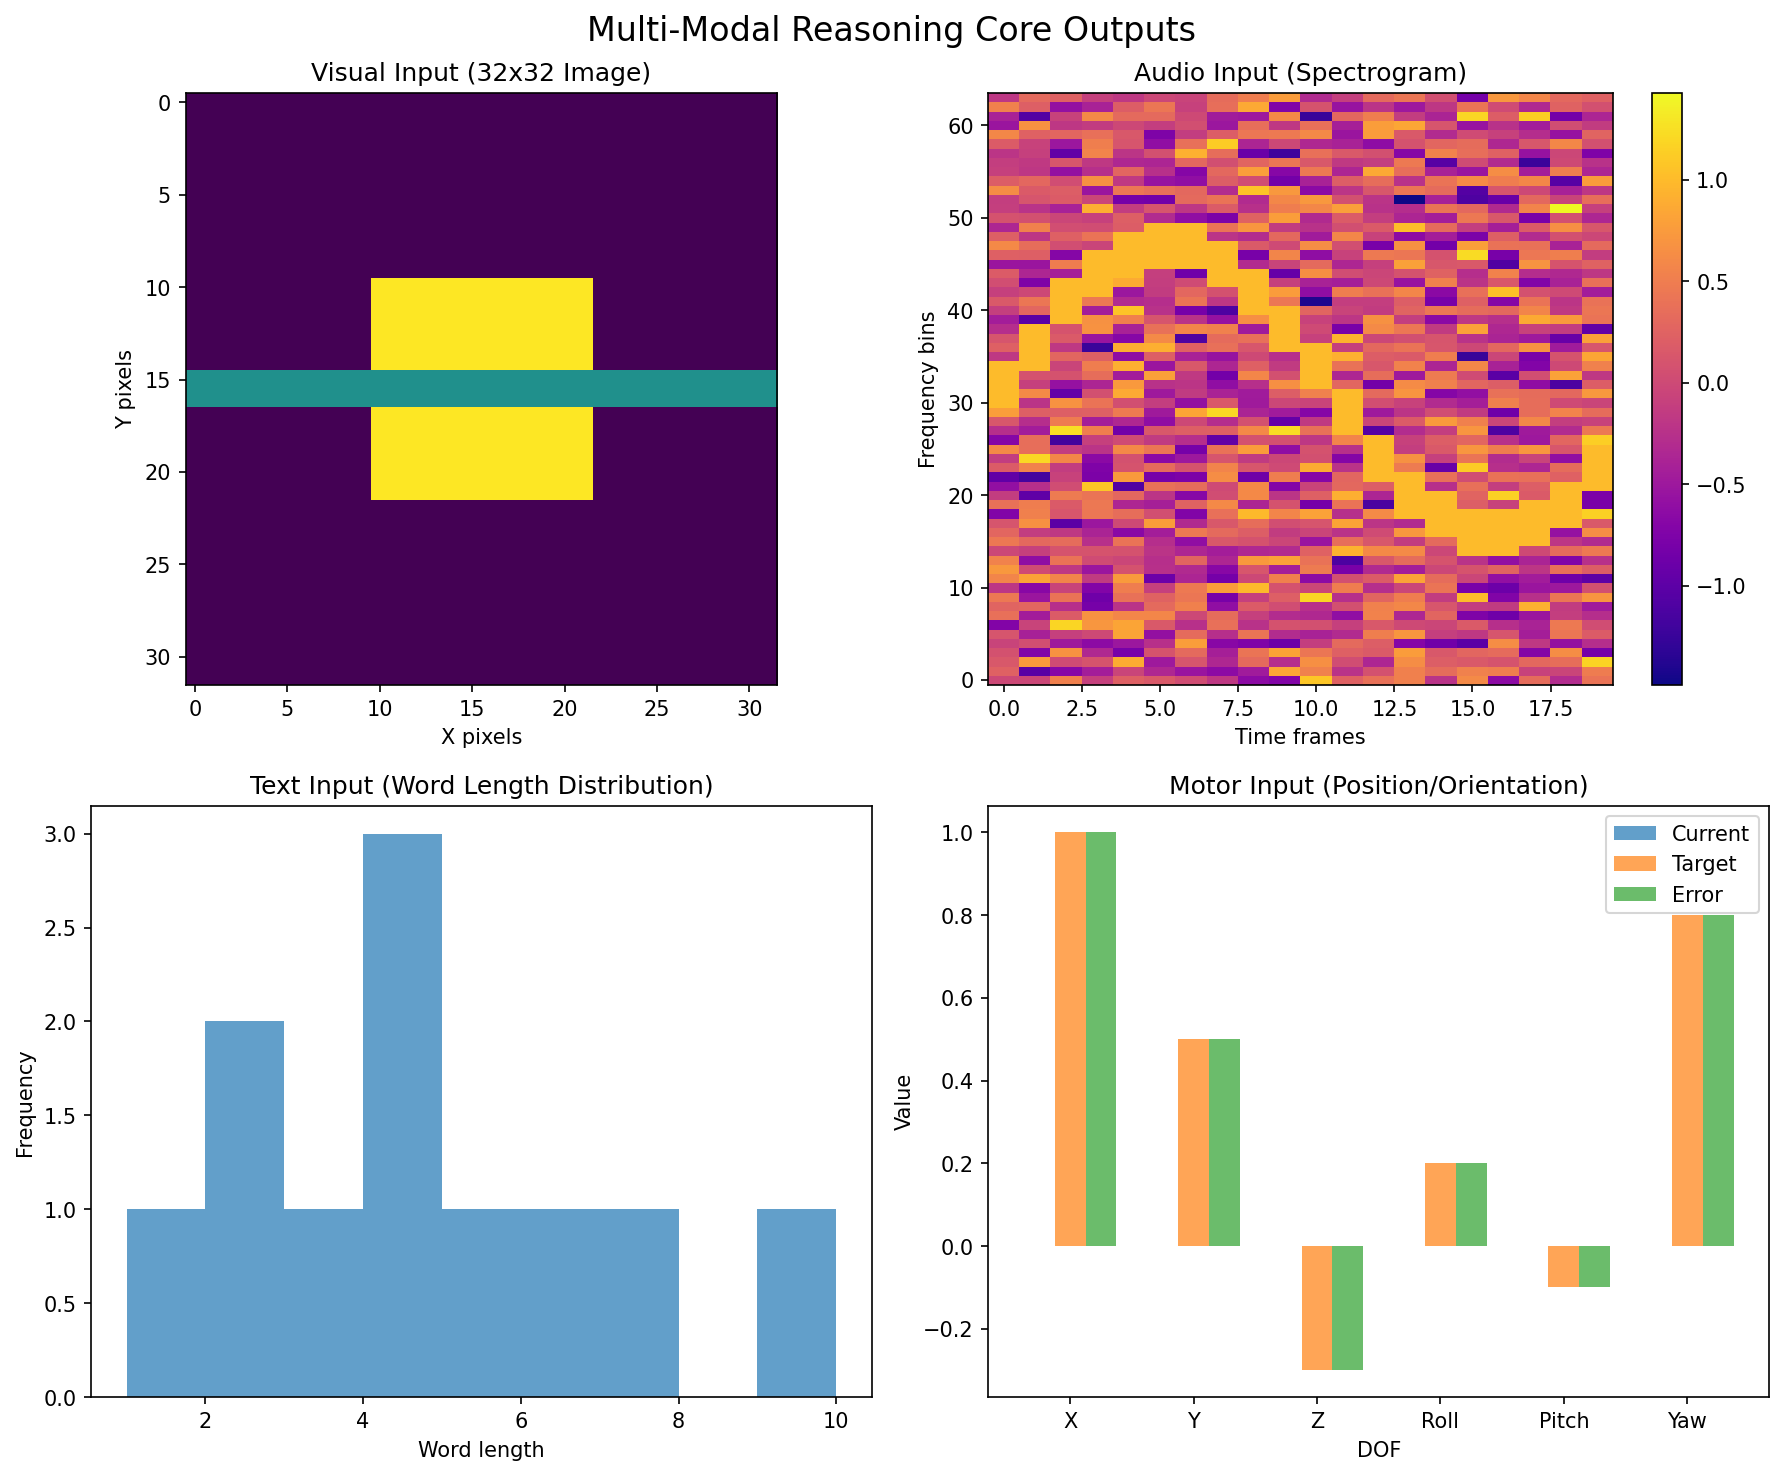 Multi-Modal Reasoning Core Outputs
Visual Input (32x32 Image)
0
5
10
15
20
25
30
Y pixels
0 5 10 15 20 25 30
X pixels
Audio Input (Spectrogram)
60
50
40
30
20
10
0
Frequency bins
0.0 2.5 5.0 7.5 10.0 12.5 15.0 17.5
Time frames
1.0
0.5
0.0
−0.5
−1.0
Text Input (Word Length Distribution)
3.0
2.5
2.0
1.5
1.0
0.5
0.0
Frequency
2 4 6 8 10
Word length
Motor Input (Position/Orientation)
Current
Target
Error
1.0
0.8
0.6
0.4
0.2
0.0
−0.2
Value
X Y Z Roll Pitch Yaw
DOF